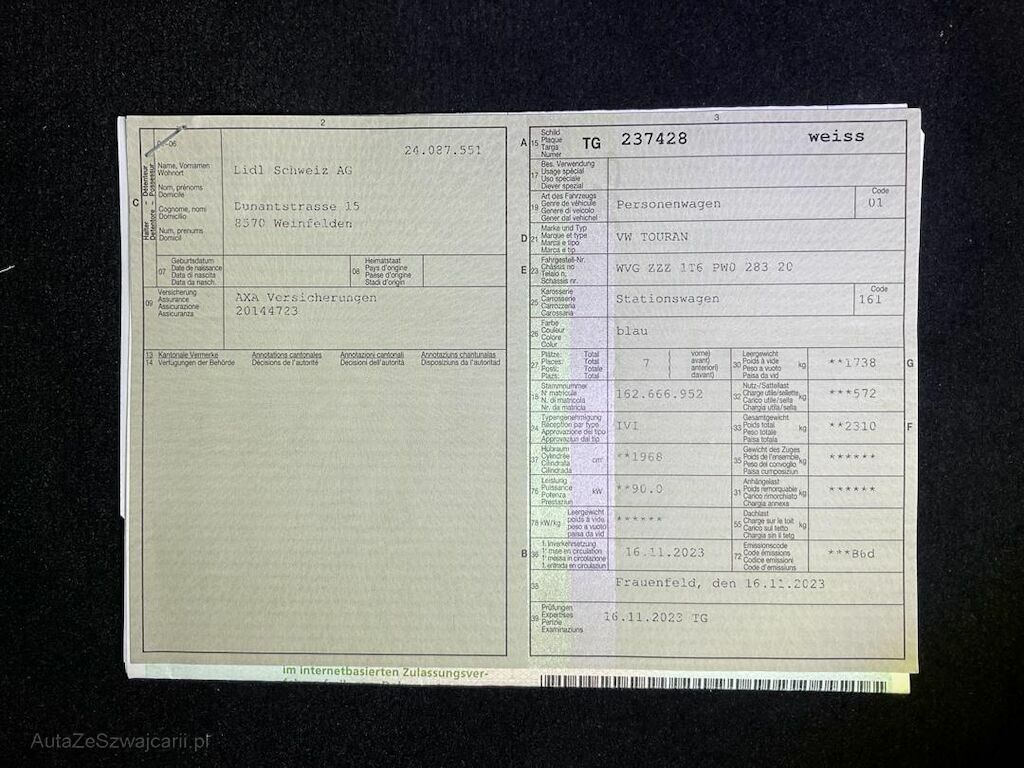 2
06
24.087.551
C
Halter – Détenteur
Detentore – Possessur
Name, Vornamen
Wohnort
Nom, prénoms
Domicile
Cognome, nomi
Domicilio
Num, prenums
Domicil
Lidl Schweiz AG
Dunantstrasse 15
8570 Weinfelden
07
Geburtsdatum
Date de naissance
Data di nascita
Data da nasch.
08
Heimatstaat
Pays d'origine
Paese d'origine
Stadi d'origin
09
Versicherung
Assurance
Assicurazione
Assicuranza
AXA Versicherungen
20144723
13 Kantonale Vermerke Annotations cantonales Annotazioni cantonali Annotaziuns chantunalas
14 Verfügungen der Behörde Décisions de l'autorité Decisioni dell'autorità Disposiziuns da l'autoritad
3
A 15
Schild
Plaque
Targa
Numer
TG 237428 weiss
17
Bes. Verwendung
Usage spécial
Uso speciale
Diever spezial
19
Art des Fahrzeugs
Genre de véhicule
Genere di veicolo
Gener dal vehichel
Personenwagen
Code
01
D 21
Marke und Typ
Marque et type
Marca e tipo
Marca e tip
VW TOURAN
E 23
Fahrgestell-Nr.
Châssis no
Telaio n.
Schassis nr.
WVG ZZZ 1T6 PW0 283 20
25
Karosserie
Carrosserie
Carrozzeria
Carossaria
Stationswagen
Code
161
26
Farbe
Couleur
Colore
Colur
blau
27
Plätze: Total
Places: Total
Posti: Totale
Plazs: Total
7
( vorne)
( avant)
( anteriori)
( davant)
30
Leergewicht
Poids à vide
Peso a vuoto
Paisa da vid
kg
**1738
G
18
Stammnummer
N° matricule
N. di matricola
Nr. da matricla
162.666.952
32
Nutz-/Sattellast
Charge utile/sellette
Carico utile/sella
Chargia utila/sella
kg
***572
24
Typengenehmigung
Réception par type
Approvazione del tipo
Approvaziun dal tip
IVI
33
Gesamtgewicht
Poids total
Peso totale
Paisa totala
kg
**2310
F
37
Hubraum
Cylindrée
Cilindrata
Cilindrada
cm³
**1968
35
Gewicht des Zuges
Poids de l'ensemble
Peso del convoglio
Paisa cumposiziun
kg
******
76
Leistung
Puissance
Potenza
Prestaziun
kW
**90.0
31
Anhängelast
Poids remorquable
Carico rimorchiato
Chargia annexa
kg
******
78 kW/kg
Leergewicht
poids à vide
peso a vuoto
paisa da vid
******
55
Dachlast
Charge sur le toit
Carico sul tetto
Chargia sin il tetg
kg
B 36
1. Inverkehrsetzung
1re mise en circulation
1a messa in circolazione
1. entrada en circulaziun
16.11.2023
72
Emissionscode
Code émissions
Codice emissioni
Code d'emissiuns
***B6d
38
Frauenfeld, den 16.11.2023
39
Prüfungen
Expertises
Perizie
Examinaziuns
16.11.2023 TG
im internetbasierten Zulassungsver-
AutaZeSzwajcarii.pl